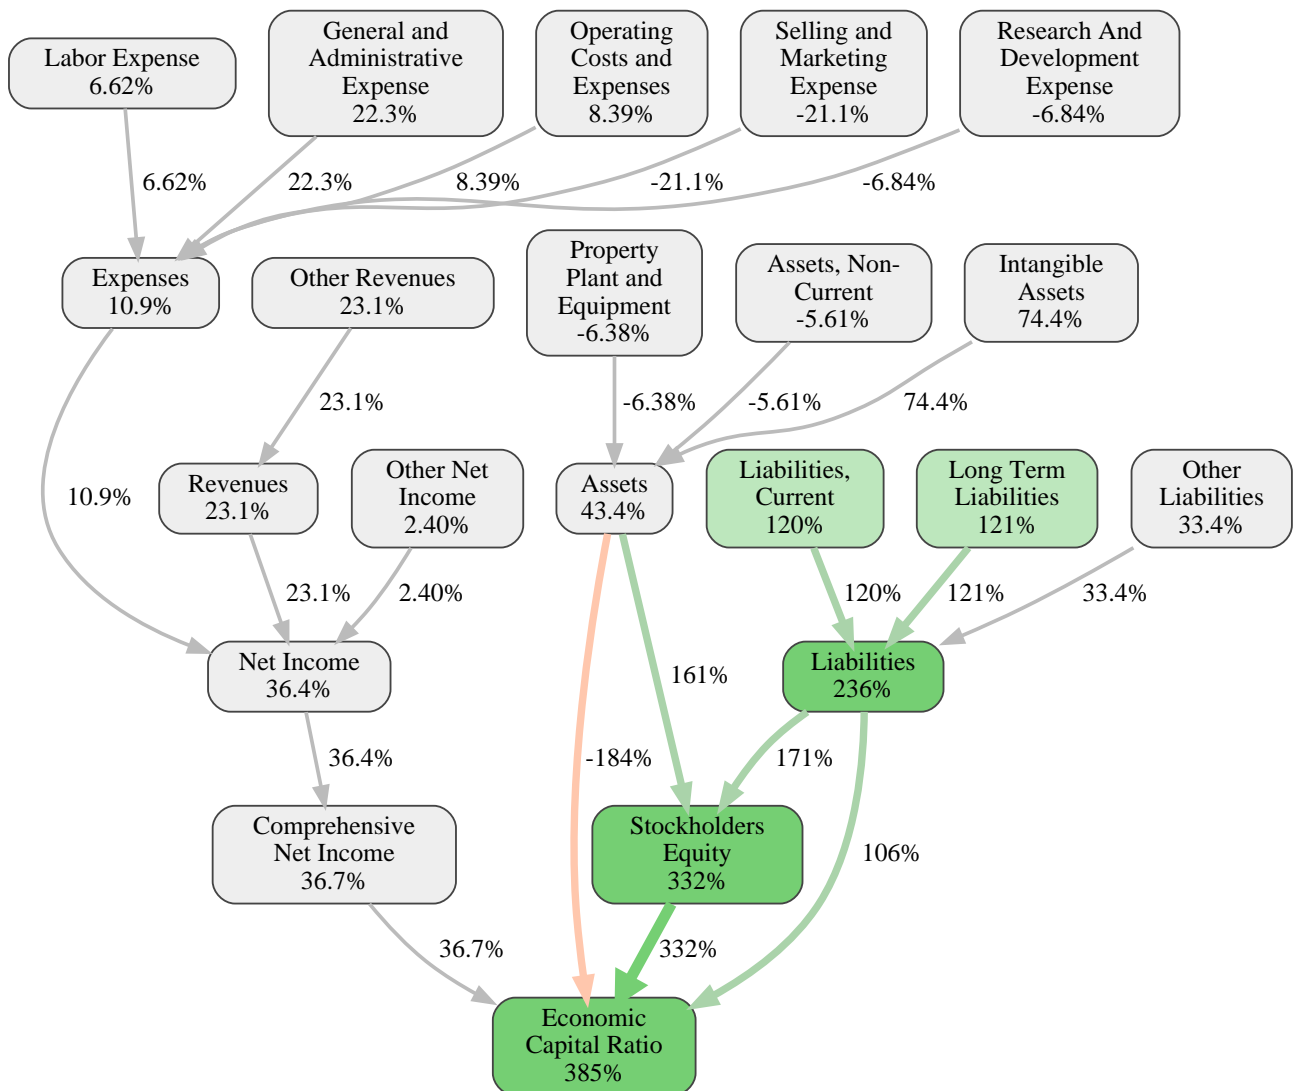 Labor Expense
6.62%
General and
Administrative
Expense
22.3%
Operating
Costs and
Expenses
8.39%
Selling and
Marketing
Expense
-21.1%
Research And
Development
Expense
-6.84%
6.62%
22.3%
8.39%
-21.1%
-6.84%
Expenses
10.9%
Other Revenues
23.1%
Property
Plant and
Equipment
-6.38%
Assets, Non-
Current
-5.61%
Intangible
Assets
74.4%
23.1%
-6.38%
-5.61%
74.4%
10.9%
Revenues
23.1%
Other Net
Income
2.40%
Assets
43.4%
Liabilities,
Current
120%
Long Term
Liabilities
121%
Other
Liabilities
33.4%
23.1%
2.40%
120%
121%
33.4%
Net Income
36.4%
161%
Liabilities
236%
36.4%
-184%
171%
Comprehensive
Net Income
36.7%
Stockholders
Equity
332%
106%
36.7%
332%
Economic
Capital Ratio
385%